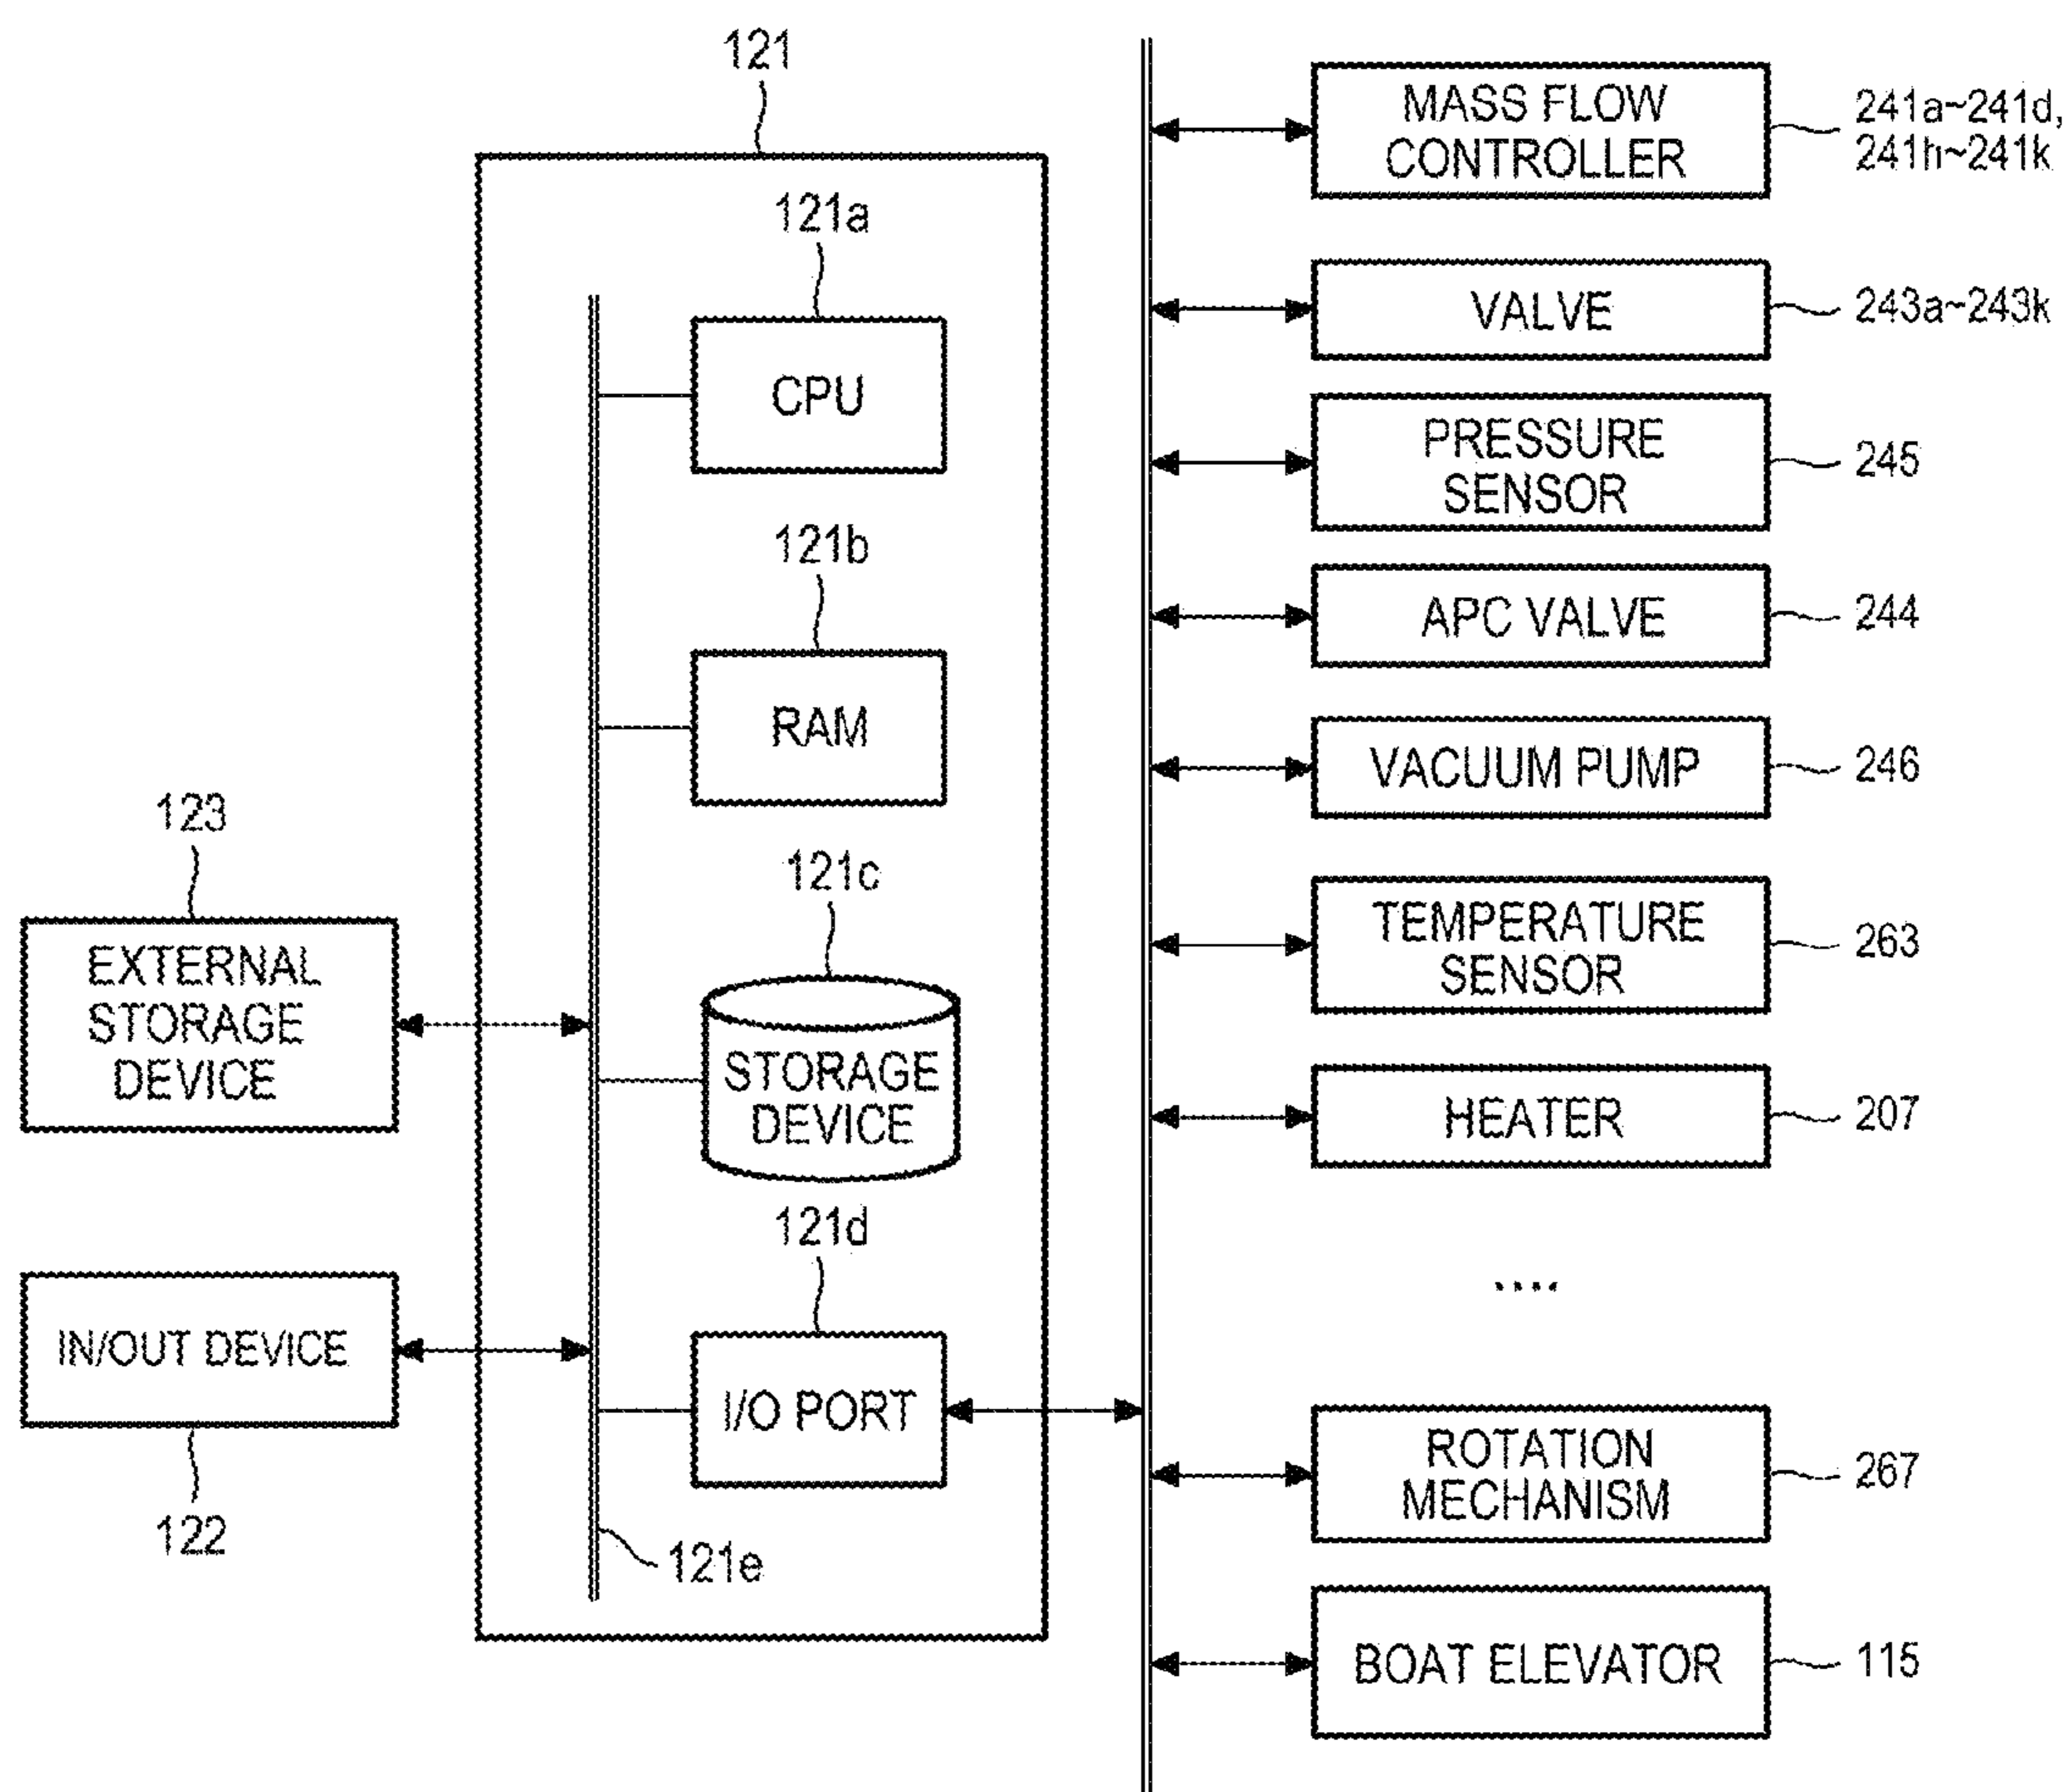 121
121a
CPU
121b
RAM
121c
STORAGE
DEVICE
121d
I/O PORT
121e
123
EXTERNAL
STORAGE
DEVICE
IN/OUT DEVICE
122
MASS FLOW
CONTROLLER
241a~241d,
241h~241k
VALVE
243a~243k
PRESSURE
SENSOR
245
APC VALVE
244
VACUUM PUMP
246
TEMPERATURE
SENSOR
263
HEATER
207
....
ROTATION
MECHANISM
267
BOAT ELEVATOR
115